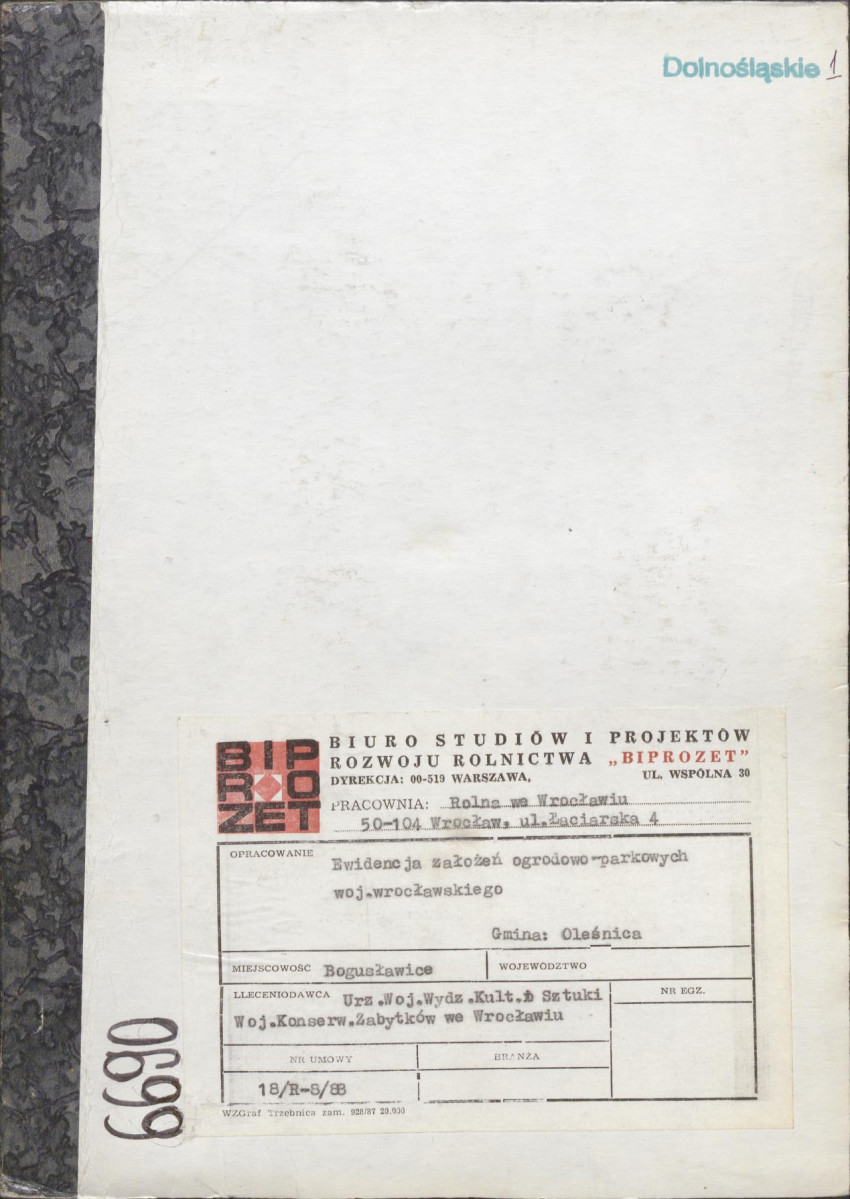 Dolnośląskie 1
BIP
RO
ZET
BIURO STUDIÓW I PROJEKTÓW
ROZWOJU ROLNICTWA „BIPROZET”
DYREKCJA: 00-519 WARSZAWA, UL. WSPÓLNA 30
PRACOWNIA: Rolna we Wrocławiu
50-104 Wrocław, ul.Łaciarska 4
OPRACOWANIE Ewidencja założeń ogrodowo-parkowych
woj.wrocławskiego
Gmina: Oleśnica
MIEJSCOWOŚĆ Bogusławice WOJEWÓDZTWO
LLECENIODAWCA Urz.Woj.Wydz.Kult.i Sztuki NR EGZ.
Woj.Konserw.Zabytków we Wrocławiu
NR UMOWY BRANŻA
18/R-8/88
WZGraf Trzebnica zam. 928/87 20.000